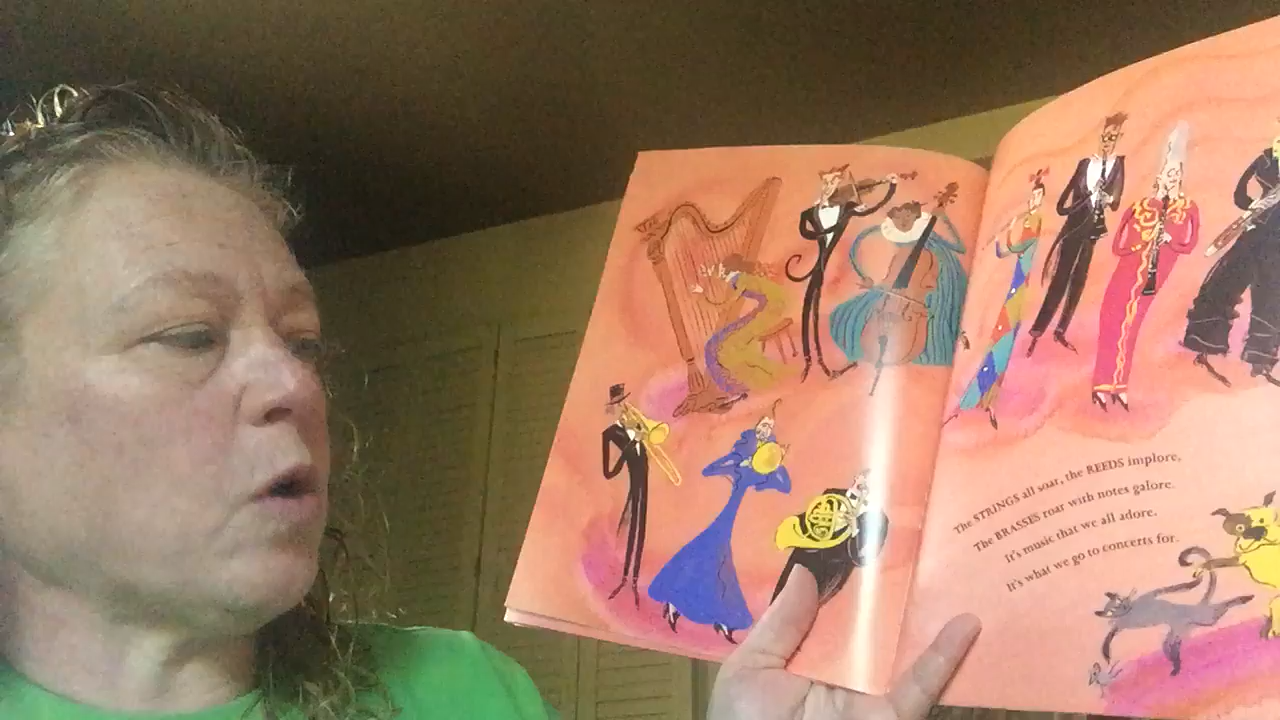 The STRINGS all soar, the REEDS implore,
The BRASSES roar with notes galore.
It's music that we all adore.
It's what we go to concerts for.